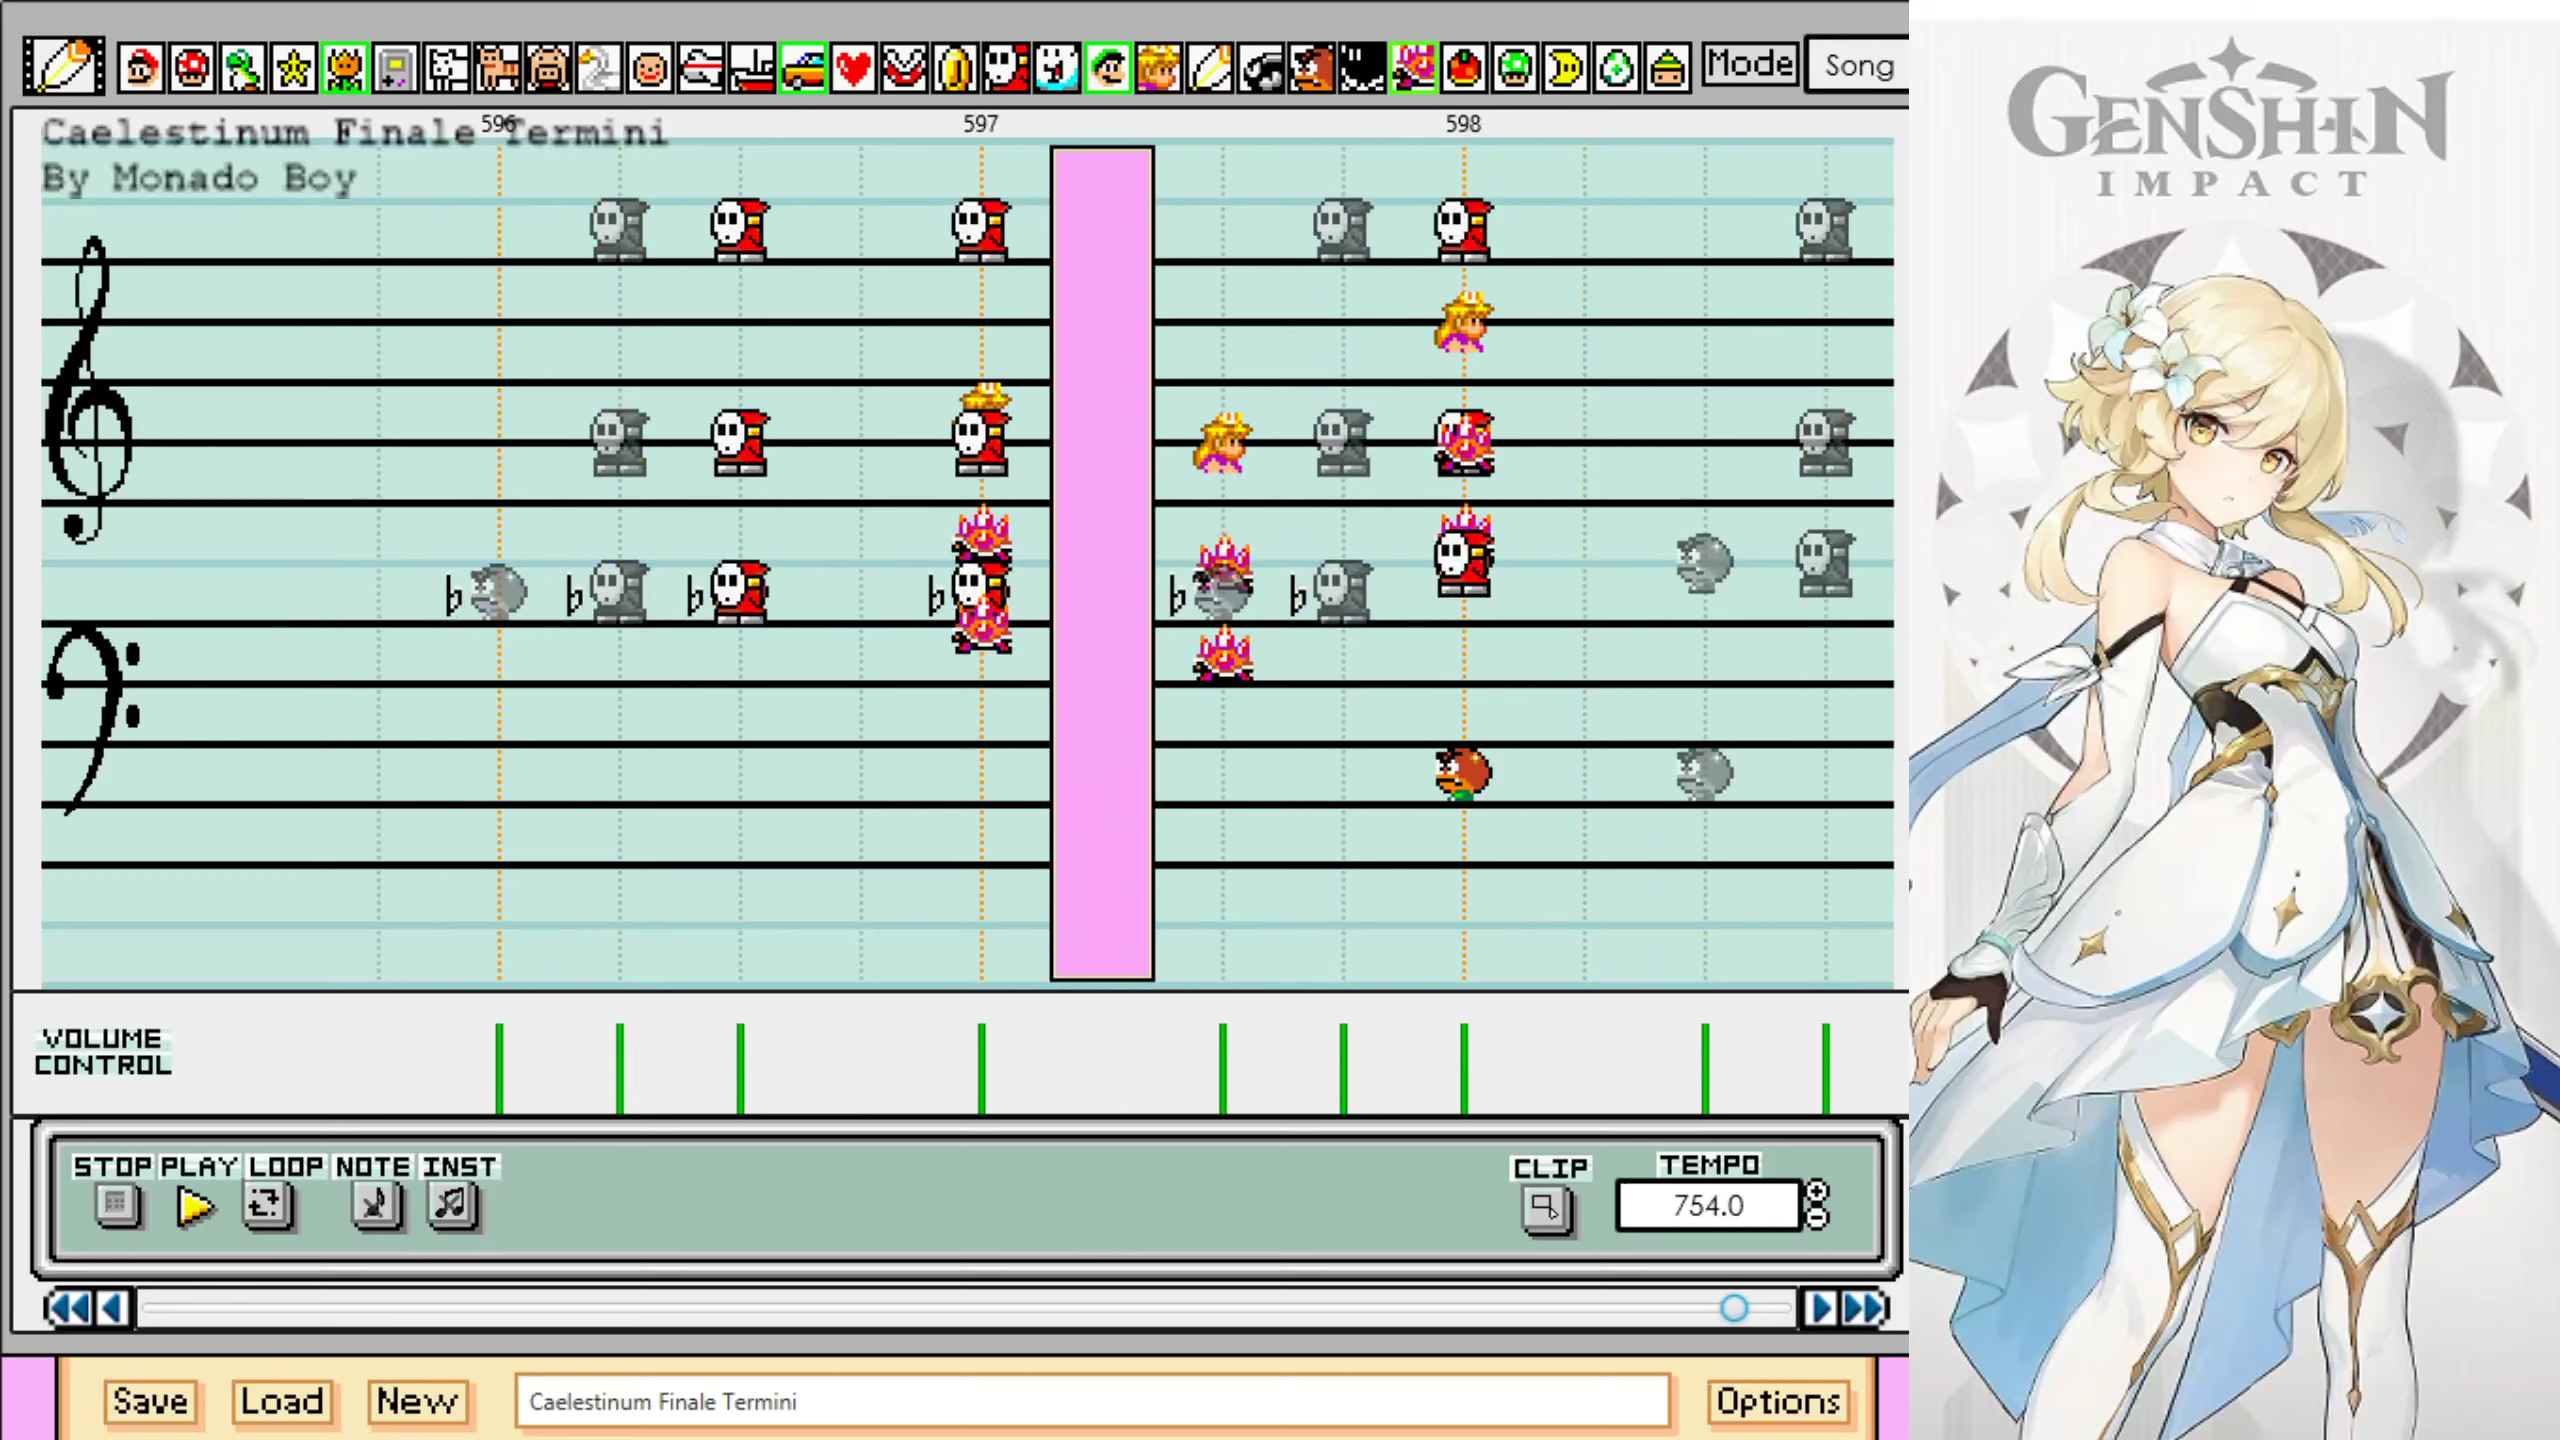 Mode
Song
596
597
598
Caelestinum Finale Termini
By Monado Boy
GENSHIN
IMPACT
VOLUME
CONTROL
STOP PLAY LOOP NOTE INST
CLIP
TEMPO
754.0
Save
Load
New
Caelestinum Finale Termini
Options